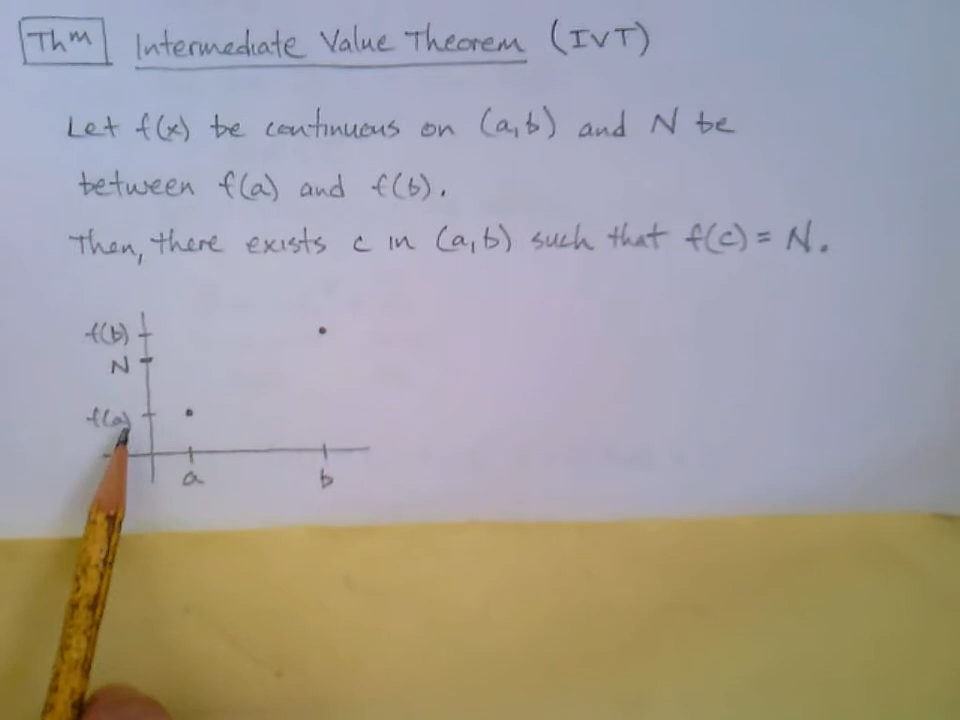 Thm Intermediate Value Theorem (IVT)
Let f(x) be continuous on (a,b) and N be
between f(a) and f(b).
Then, there exists c in (a,b) such that f(c) = N.
f(b)
N
f(a)
a b